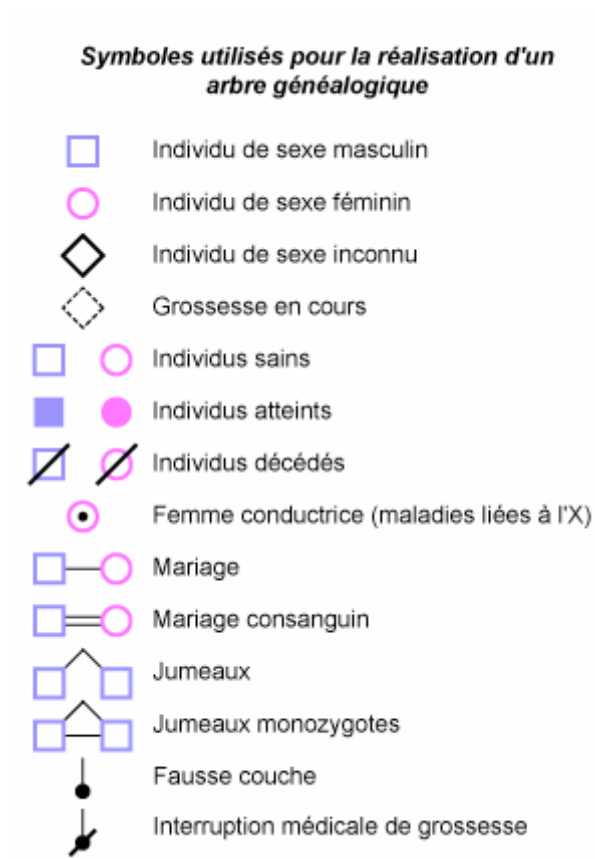 Symboles utilisés pour la réalisation d'un
arbre généalogique
Individu de sexe masculin
Individu de sexe féminin
Individu de sexe inconnu
Grossesse en cours
Individus sains
Individus atteints
Individus décédés
Femme conductrice (maladies liées à l'X)
Mariage
Mariage consanguin
Jumeaux
Jumeaux monozygotes
Fausse couche
Interruption médicale de grossesse